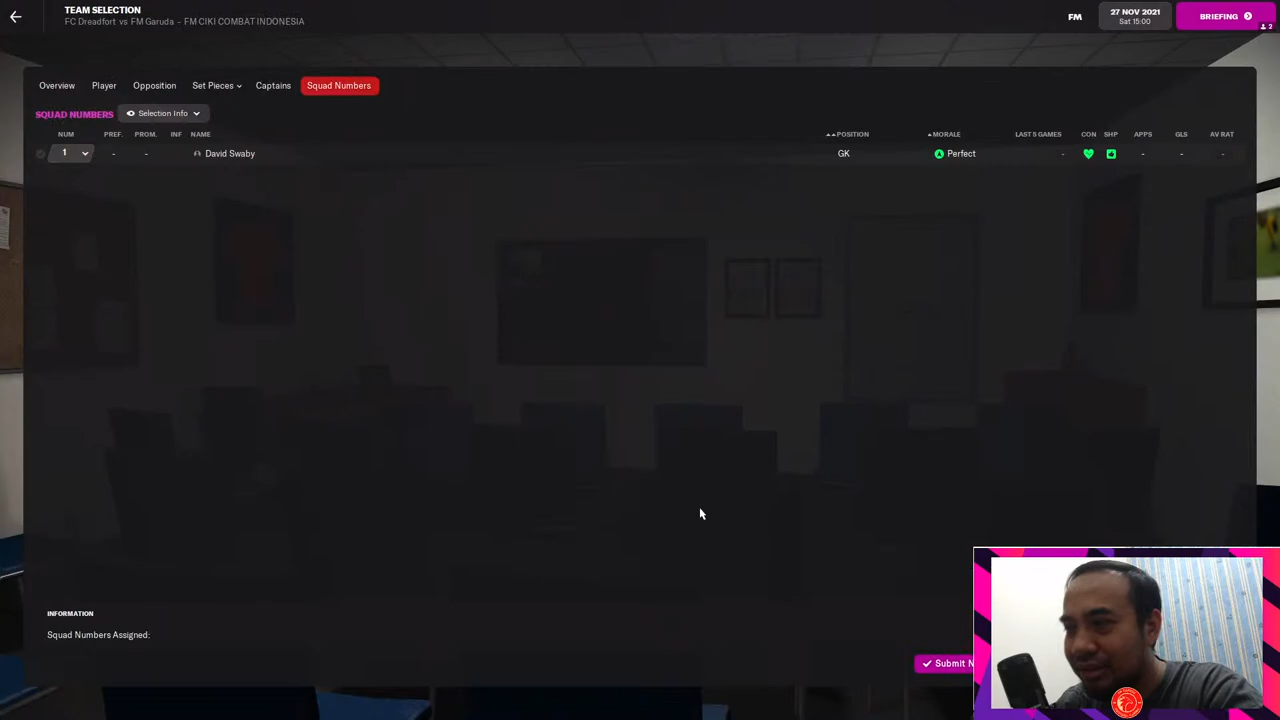 TEAM SELECTION
FC Dreadfort vs FM Garuda - FM CIKI COMBAT INDONESIA
FM
27 NOV 2021
Sat 15:00
BRIEFING
2
Overview Player Opposition Set Pieces Captains Squad Numbers
SQUAD NUMBERS Selection Info
NUM PREF. PROM. INF NAME POSITION MORALE LAST 5 GAMES CON SHP APPS GLS AV RAT
1 - - David Swaby GK Perfect - - - -
INFORMATION
Squad Numbers Assigned:
Submit N